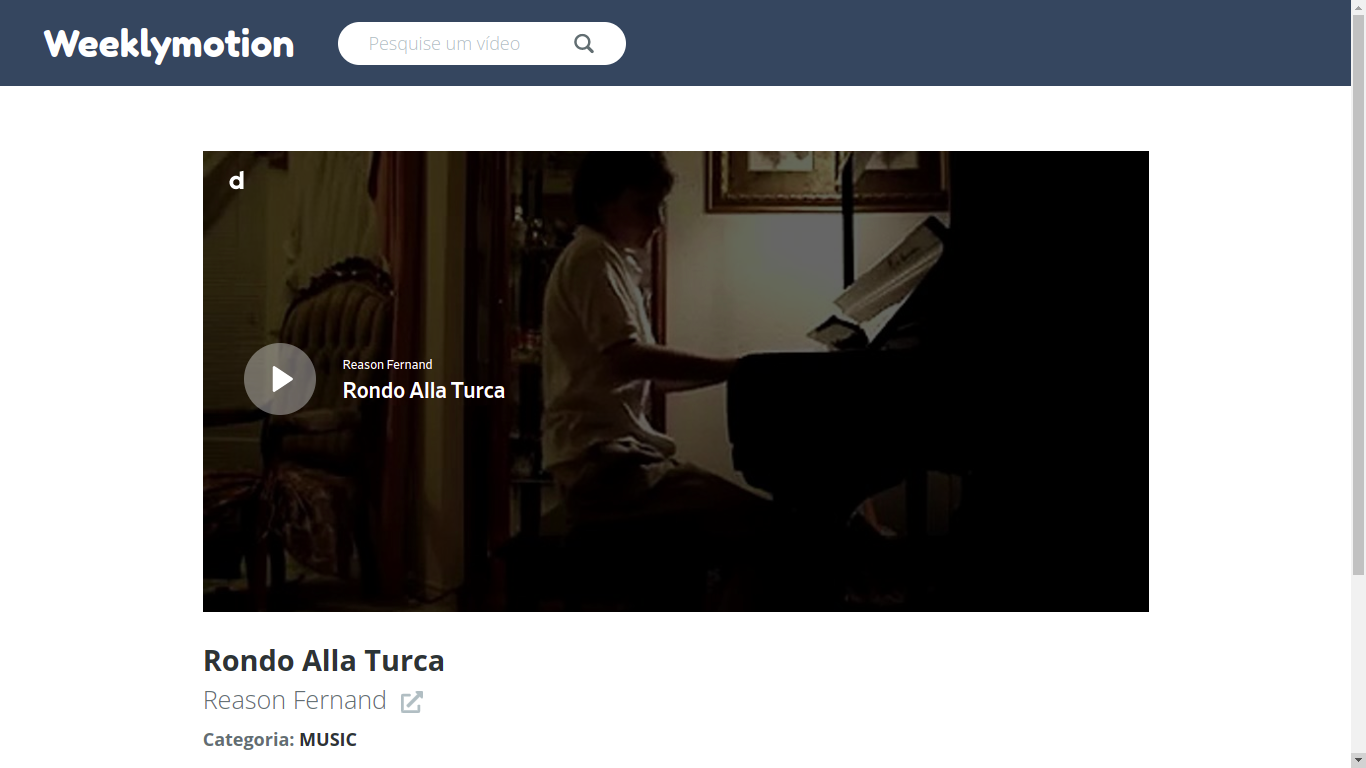 Weeklymotion
Pesquise um vídeo
d
Reason Fernand
Rondo Alla Turca
Rondo Alla Turca
Reason Fernand
Categoria: MUSIC